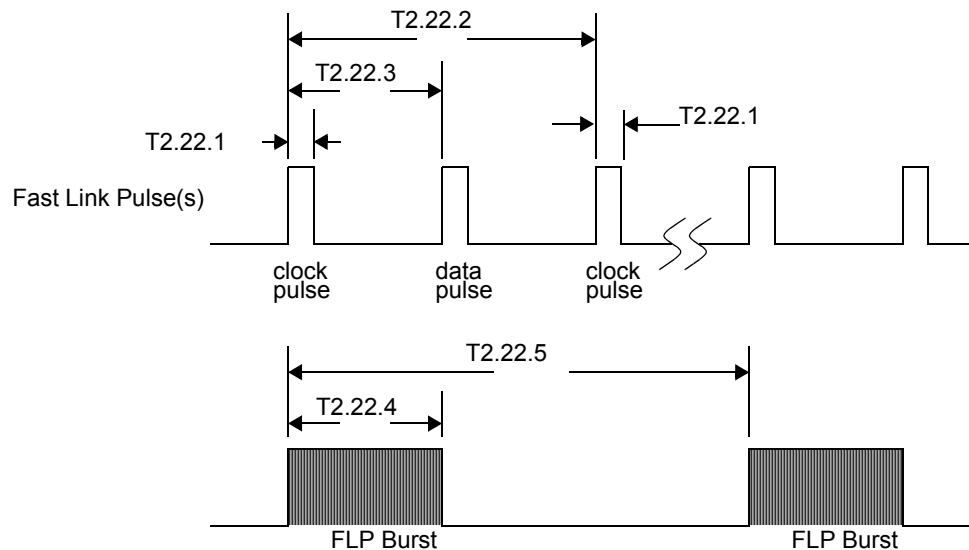 T2.22.2
T2.22.3
T2.22.1
T2.22.1
Fast Link Pulse(s)
clock
pulse
data
pulse
clock
pulse
T2.22.5
T2.22.4
FLP Burst
FLP Burst